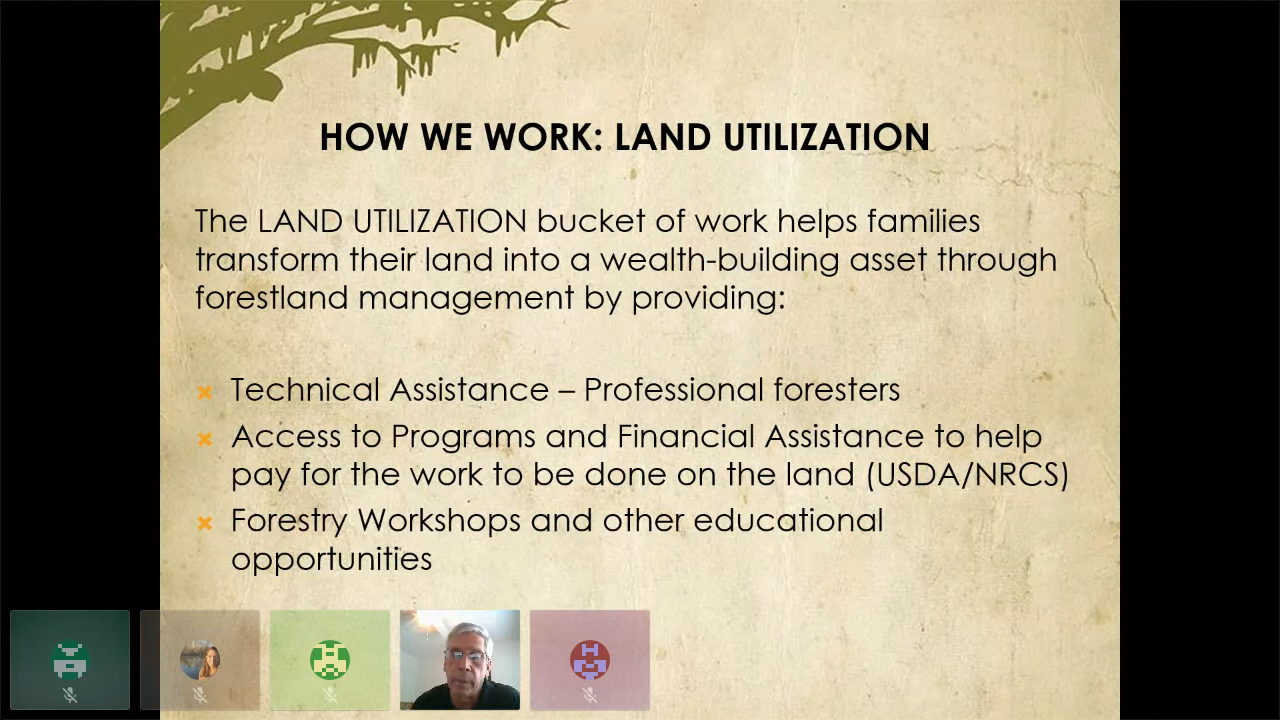 HOW WE WORK: LAND UTILIZATION
The LAND UTILIZATION bucket of work helps families
transform their land into a wealth-building asset through
forestland management by providing:
Technical Assistance – Professional foresters
Access to Programs and Financial Assistance to help
pay for the work to be done on the land (USDA/NRCS)
Forestry Workshops and other educational
opportunities